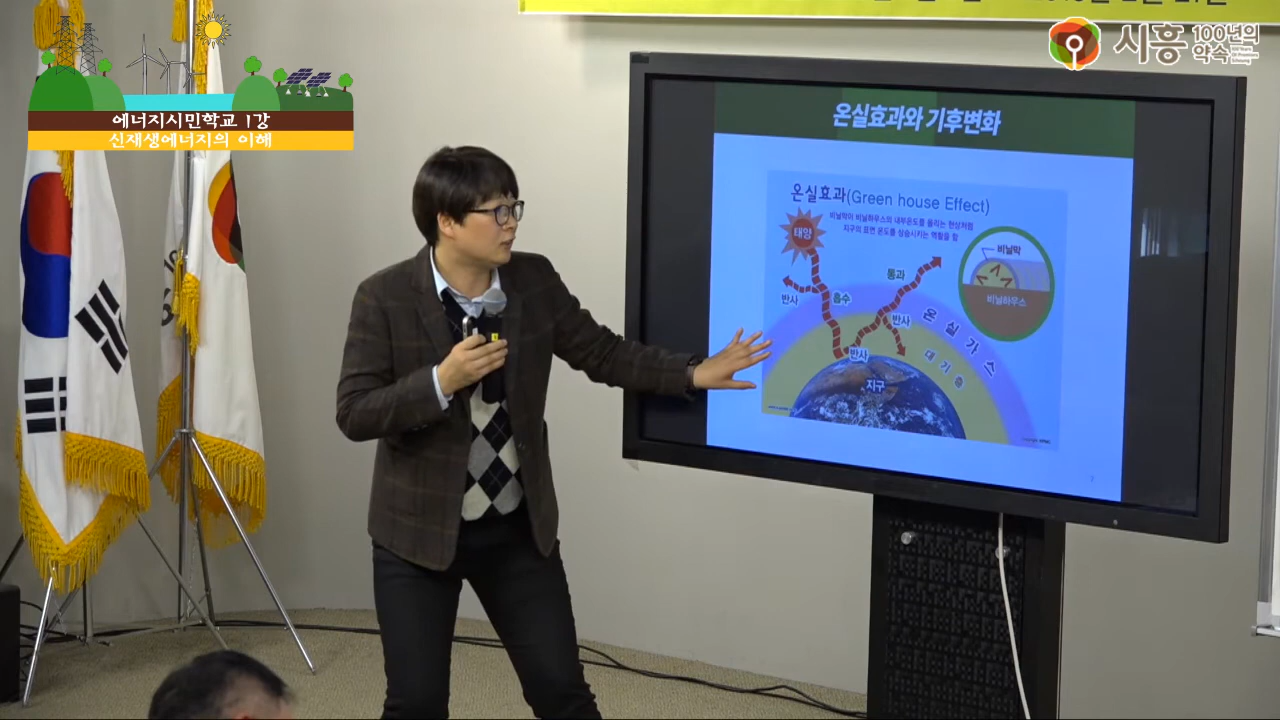 에너지시민학교 1강
신재생에너지의 이해
시흥
100년의
약속
온실효과와 기후변화
온실효과(Green house Effect)
비닐막이 비닐하우스의 내부온도를 올리는 현상처럼
지구의 표면 온도를 상승시키는 역할을 함
태양
비닐막
비닐하우스
통과
반사
흡수
반사
온실가스
대기층
반사
지구